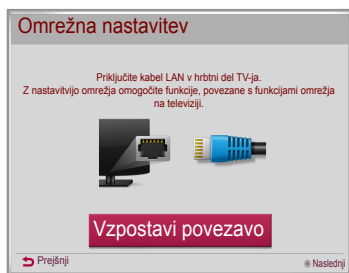 Omrežna nastavitev
Priključite kabel LAN v hrbtni del TV-ja.
Z nastavitvijo omrežja omogočite funkcije, povezane s funkcijami omrežja
na televiziji.
Vzpostavi povezavo
Prejšnji
Naslednji